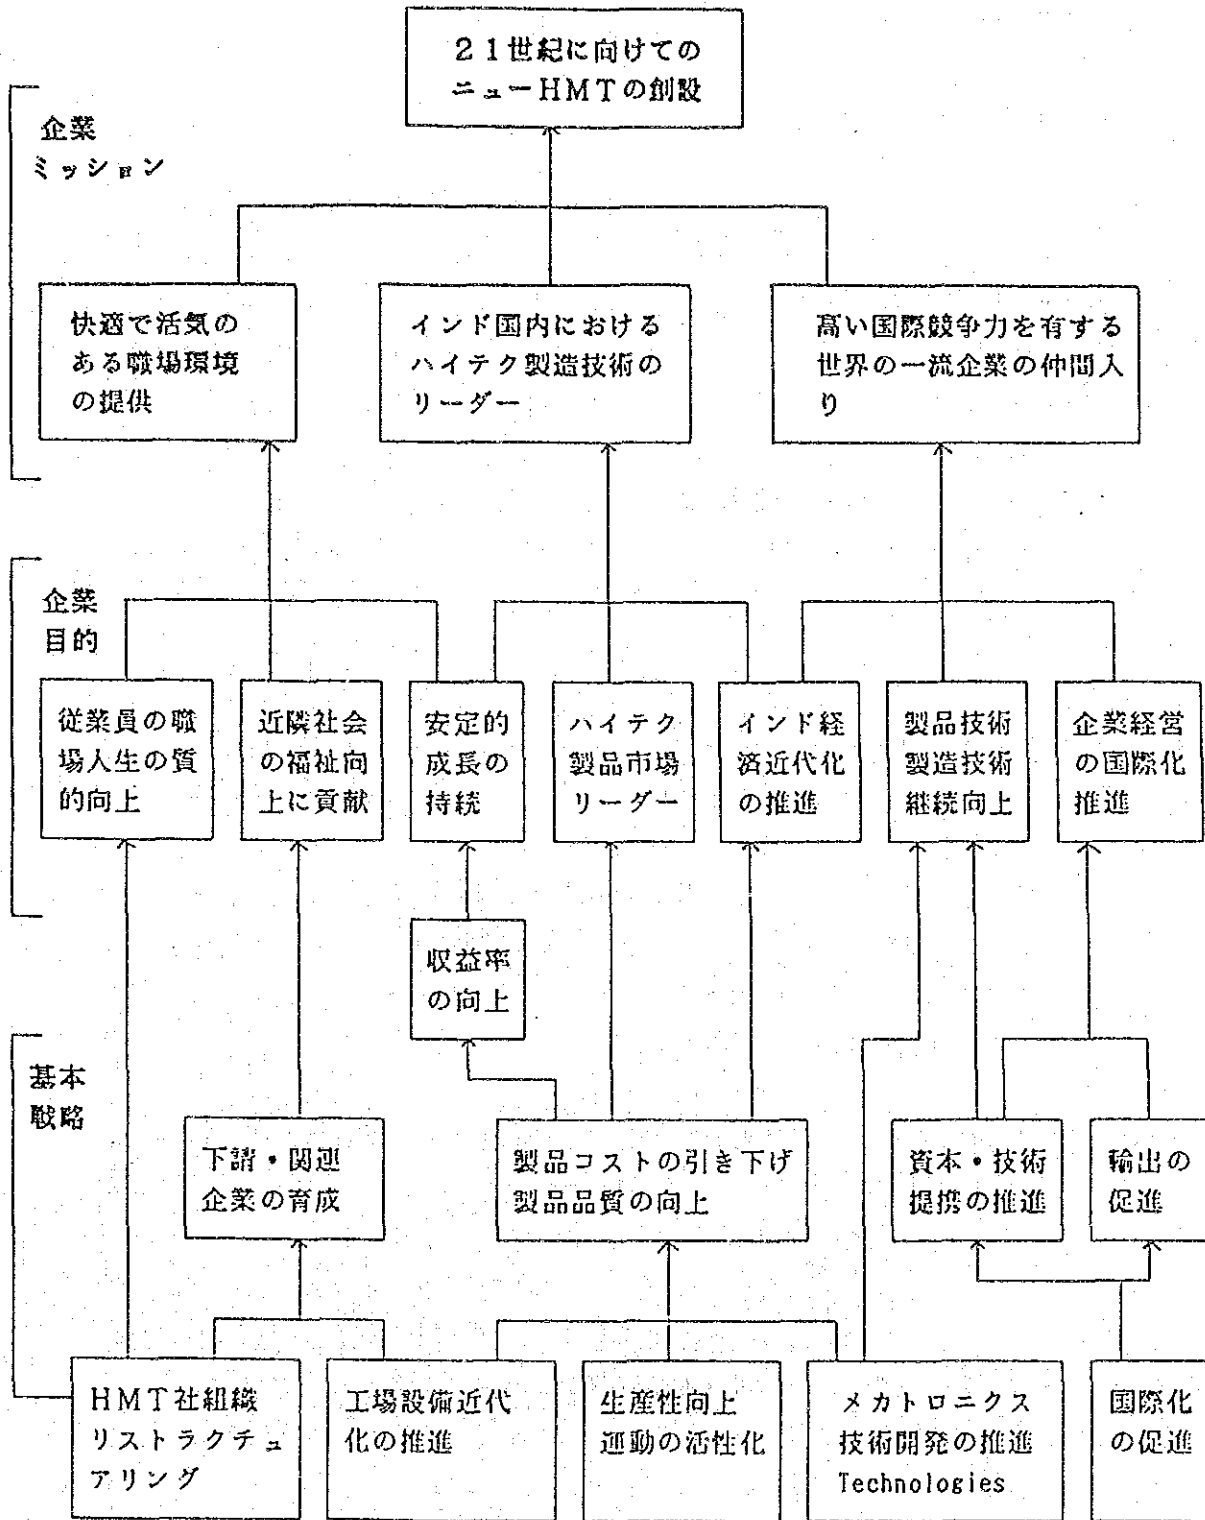 21世紀に向けての
ニューHMTの創設
企業
ミッション
快適で活気の
ある職場環境
の提供
インド国内における
ハイテク製造技術の
リーダー
高い国際競争力を有する
世界の一流企業の仲間入
り
企業
目的
従業員の職
場人生の質
的向上
近隣社会
の福祉向
上に貢献
安定的
成長の
持続
ハイテク
製品市場
リーダー
インド経
済近代化
の推進
製品技術
製造技術
継続向上
企業経営
の国際化
推進
収益率
の向上
基本
戦略
下請・関連
企業の育成
製品コストの引き下げ
製品品質の向上
資本・技術
提携の推進
輸出の
促進
HMT社組織
リストラクチュ
アリング
工場設備近代
化の推進
生産性向上
運動の活性化
メカトロニクス
技術開発の推進
Technologies
国際化
の促進